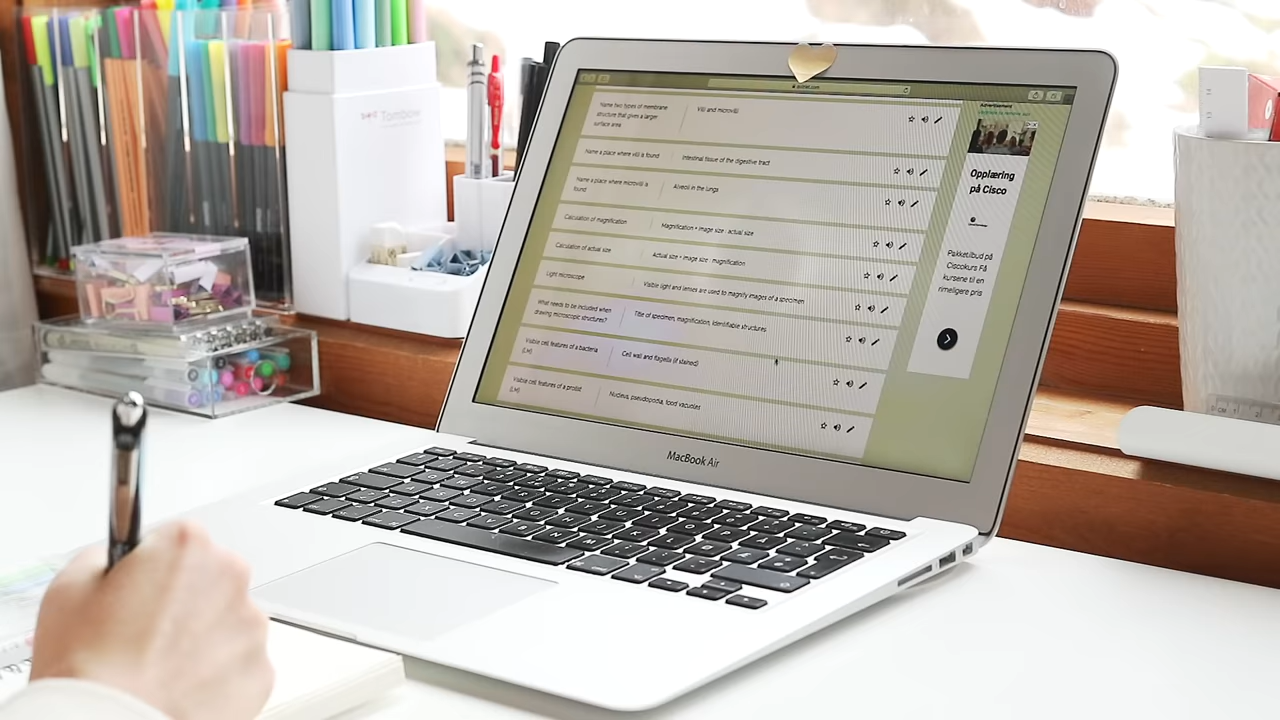 Tombow
Advertisement
Name two types of membrane
structure that gives a larger
surface area
Villi and microvilli
Name a place where villi is found
Intestinal tissue of the digestive tract
Name a place where microvilli is
found
Alveoli in the lungs
Calculation of magnification
Magnification = image size : actual size
Calculation of actual size
Actual size = image size : magnification
Light microscope
Visible light and lenses are used to magnify images of a specimen
What needs to be included when
drawing microscopic structures?
Title of specimen, magnification, identifiable structures
Visible cell features of a bacteria
(LM)
Cell wall and flagella (if stained)
Visible cell features of a protist
(LM)
Nucleus, pseudopodia, food vacuoles
Opplæring
på Cisco
Pakketilbud på
Ciscokurs Få
kursene til en
rimeligere pris
MacBook Air